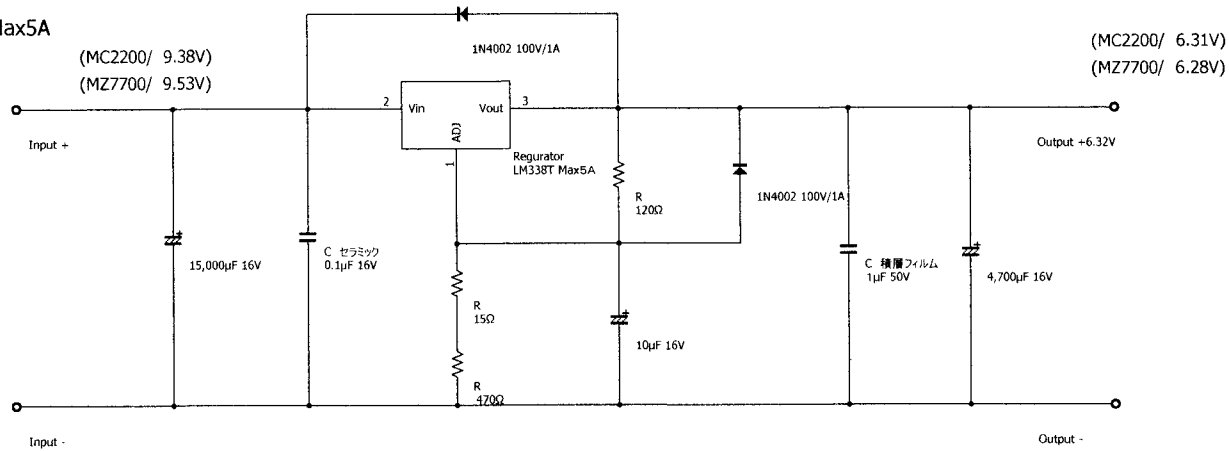 Max5A
(MC2200/ 9.38V)
(MZ7700/ 9.53V)
1N4002 100V/1A
(MC2200/ 6.31V)
(MZ7700/ 6.28V)
2
Vin
Vout
3
ADJ
1
Input +
Output +6.32V
Regurator
LM338T Max5A
R
120Ω
1N4002 100V/1A
+
15,000μF 16V
C セラミック
0.1μF 16V
R
15Ω
+
10μF 16V
C 積層フィルム
1μF 50V
+
4,700μF 16V
R
470Ω
Input -
Output -